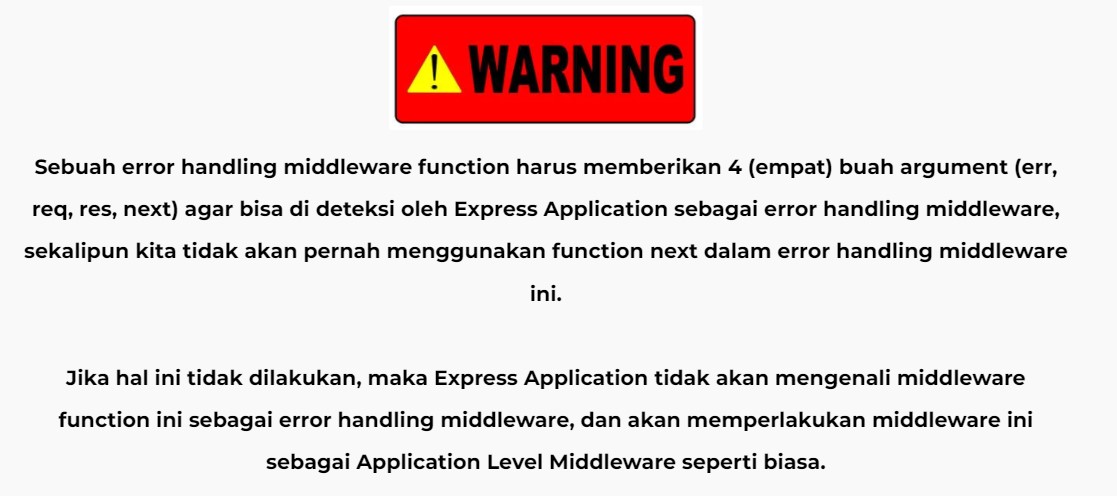 WARNING
Sebuah error handling middleware function harus memberikan 4 (empat) buah argument (err,
req, res, next) agar bisa di deteksi oleh Express Application sebagai error handling middleware,
sekalipun kita tidak akan pernah menggunakan function next dalam error handling middleware
ini.
Jika hal ini tidak dilakukan, maka Express Application tidak akan mengenali middleware
function ini sebagai error handling middleware, dan akan memperlakukan middleware ini
sebagai Application Level Middleware seperti biasa.